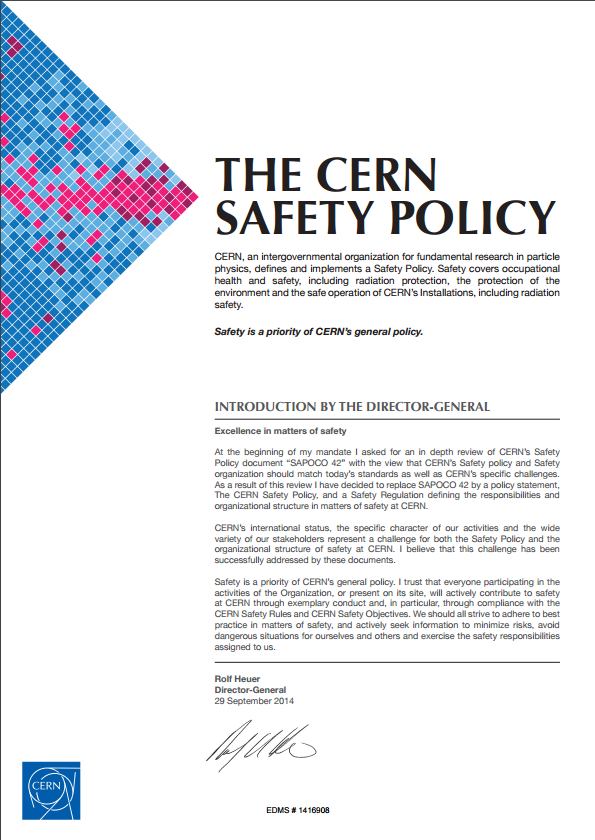 THE CERN
SAFETY POLICY
CERN, an intergovernmental organization for fundamental research in particle
physics, defines and implements a Safety Policy. Safety covers occupational
health and safety, including radiation protection, the protection of the
environment and the safe operation of CERN's Installations, including radiation
safety.
Safety is a priority of CERN's general policy.
INTRODUCTION BY THE DIRECTOR-GENERAL
Excellence in matters of safety
At the beginning of my mandate I asked for an in depth review of CERN's Safety
Policy document “SAPOCO 42” with the view that CERN's Safety policy and Safety
organization should match today's standards as well as CERN's specific challenges.
As a result of this review I have decided to replace SAPOCO 42 by a policy statement,
The CERN Safety Policy, and a Safety Regulation defining the responsibilities and
organizational structure in matters of safety at CERN.
CERN's international status, the specific character of our activities and the wide
variety of our stakeholders represent a challenge for both the Safety Policy and the
organizational structure of safety at CERN. I believe that this challenge has been
successfully addressed by these documents.
Safety is a priority of CERN's general policy. I trust that everyone participating in the
activities of the Organization, or present on its site, will actively contribute to safety
at CERN through exemplary conduct and, in particular, through compliance with the
CERN Safety Rules and CERN Safety Objectives. We should all strive to adhere to best
practice in matters of safety, and actively seek information to minimize risks, avoid
dangerous situations for ourselves and others and exercise the safety responsibilities
assigned to us.
Rolf Heuer
Director-General
29 September 2014
CERN
EDMS # 1416908